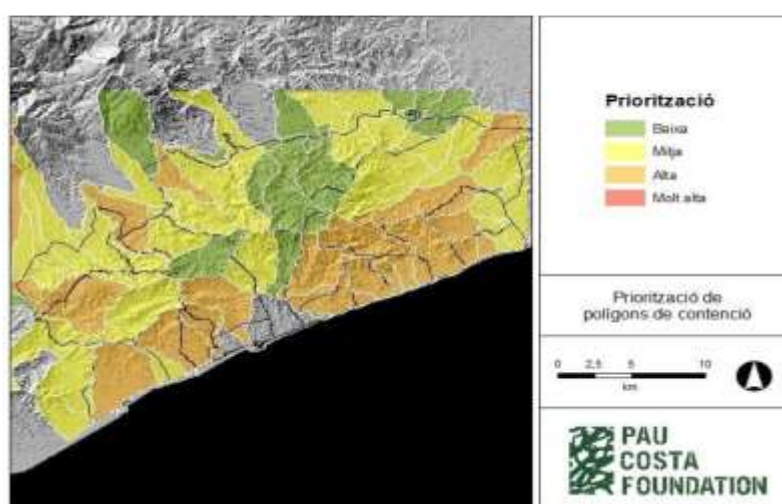 Priorització
Baixa
Mitja
Alta
Molt alta
Priorització de
polígons de contenció
0 2,5 5 10
km
PAU
COSTA
FOUNDATION